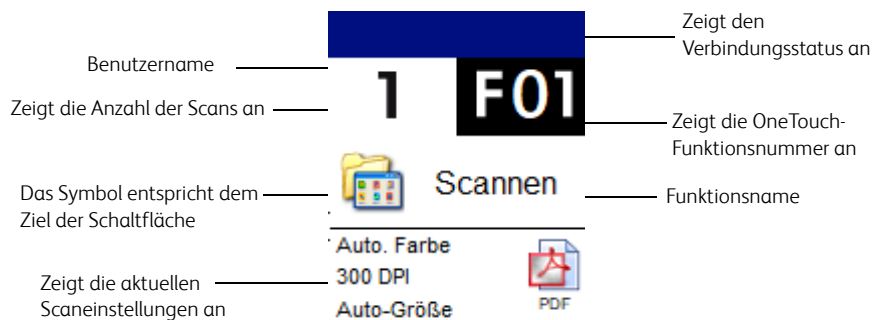 Zeigt den
Verbindungsstatus an
Benutzername
1 F01
Zeigt die Anzahl der Scans an
Zeigt die OneTouch-
Funktionsnummer an
Das Symbol entspricht dem
Ziel der Schaltfläche
Scannen
Funktionsname
Auto. Farbe
300 DPI
Auto-Größe
PDF
Zeigt die aktuellen
Scaneinstellungen an